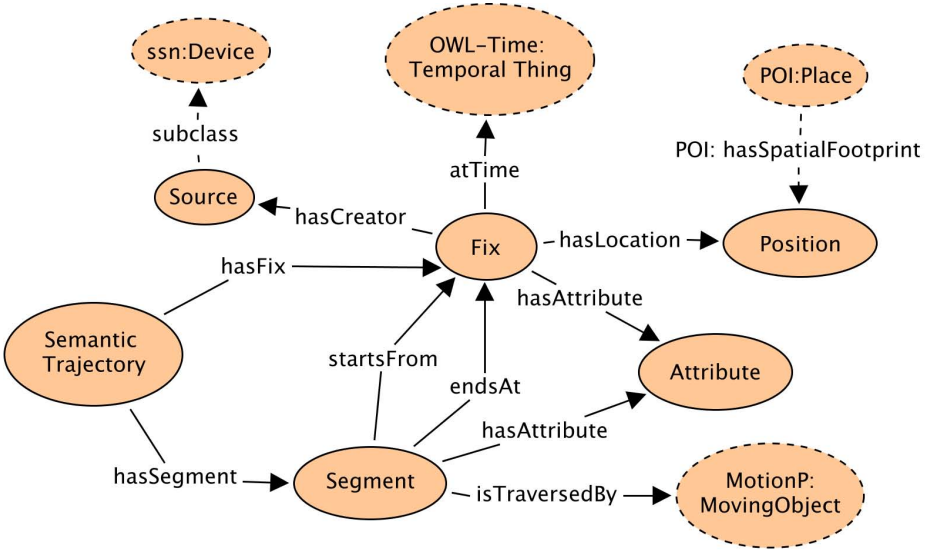 ssn:Device
OWL-Time:
Temporal Thing
POI:Place
subclass
POI: hasSpatialFootprint
atTime
Source
hasCreator
Fix
hasLocation
Position
hasFix
hasAttribute
Semantic
Trajectory
startsFrom
endsAt
Attribute
hasAttribute
hasSegment
Segment
isTraversedBy
MotionP:
MovingObject